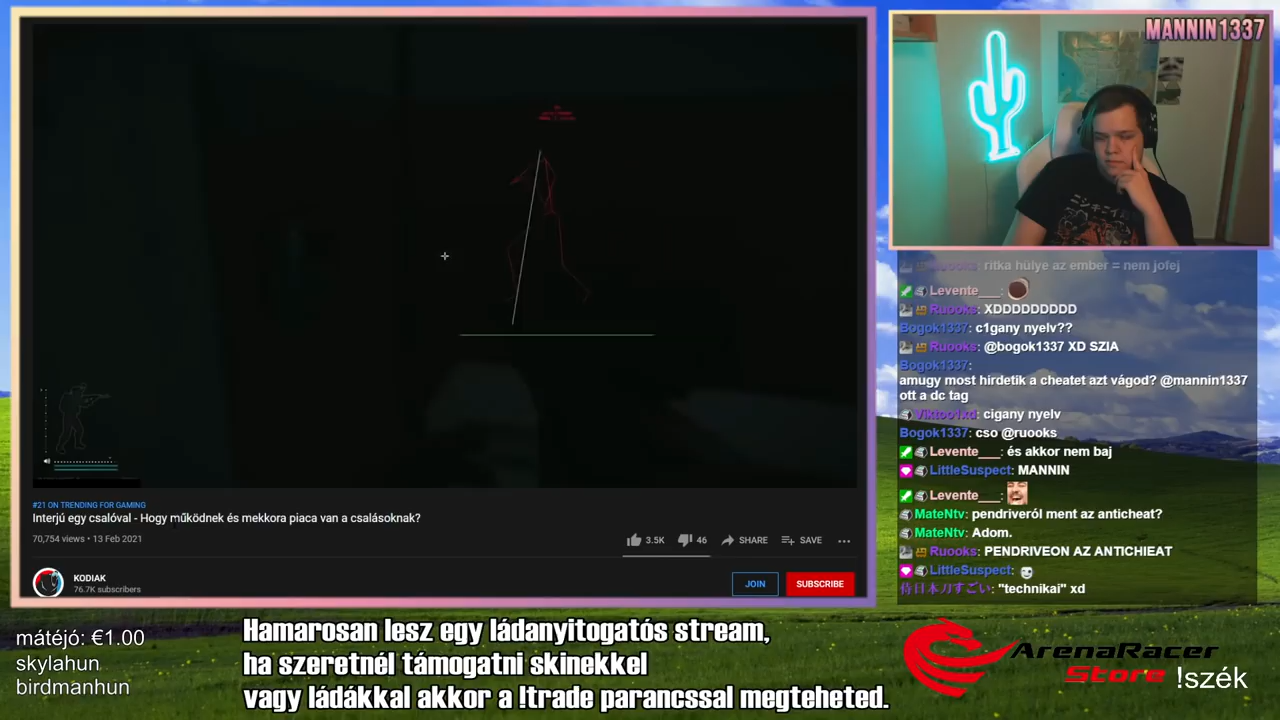 MANNIN1337
#21 ON TRENDING FOR GAMING
Interjú egy csalóval - Hogy működnek és mekkora piaca van a csalásoknak?
70,754 views • 13 Feb 2021
3.5K
46
SHARE
SAVE
KODIAK
76.7K subscribers
JOIN
SUBSCRIBE
Ruooks: ritka hülye az ember = nem jofej
Levente___:
Ruooks: XDDDDDDDDD
Bogok1337: c1gany nyelv??
Ruooks: @bogok1337 XD SZIA
Bogok1337:
amugy most hirdetik a cheatet azt vágod? @mannin1337
ott a dc tag
Viktoo1xd: cigany nyelv
Bogok1337: cso @ruooks
Levente___: és akkor nem baj
LittleSuspect: MANNIN
Levente___:
MateNtv: pendriveról ment az anticheat?
MateNtv: Adom.
Ruooks: PENDRIVEON AZ ANTICHIEAT
LittleSuspect:
侍日本刀すごい: "technikai" xd
mátéjó: €1.00
skylahun
birdmanhun
Hamarosan lesz egy ládanyitogatós stream,
ha szeretnél támogatni skinekkel
vagy ládákkal akkor a !trade paranccsal megteheted.
ArenaRacer
Store !szék